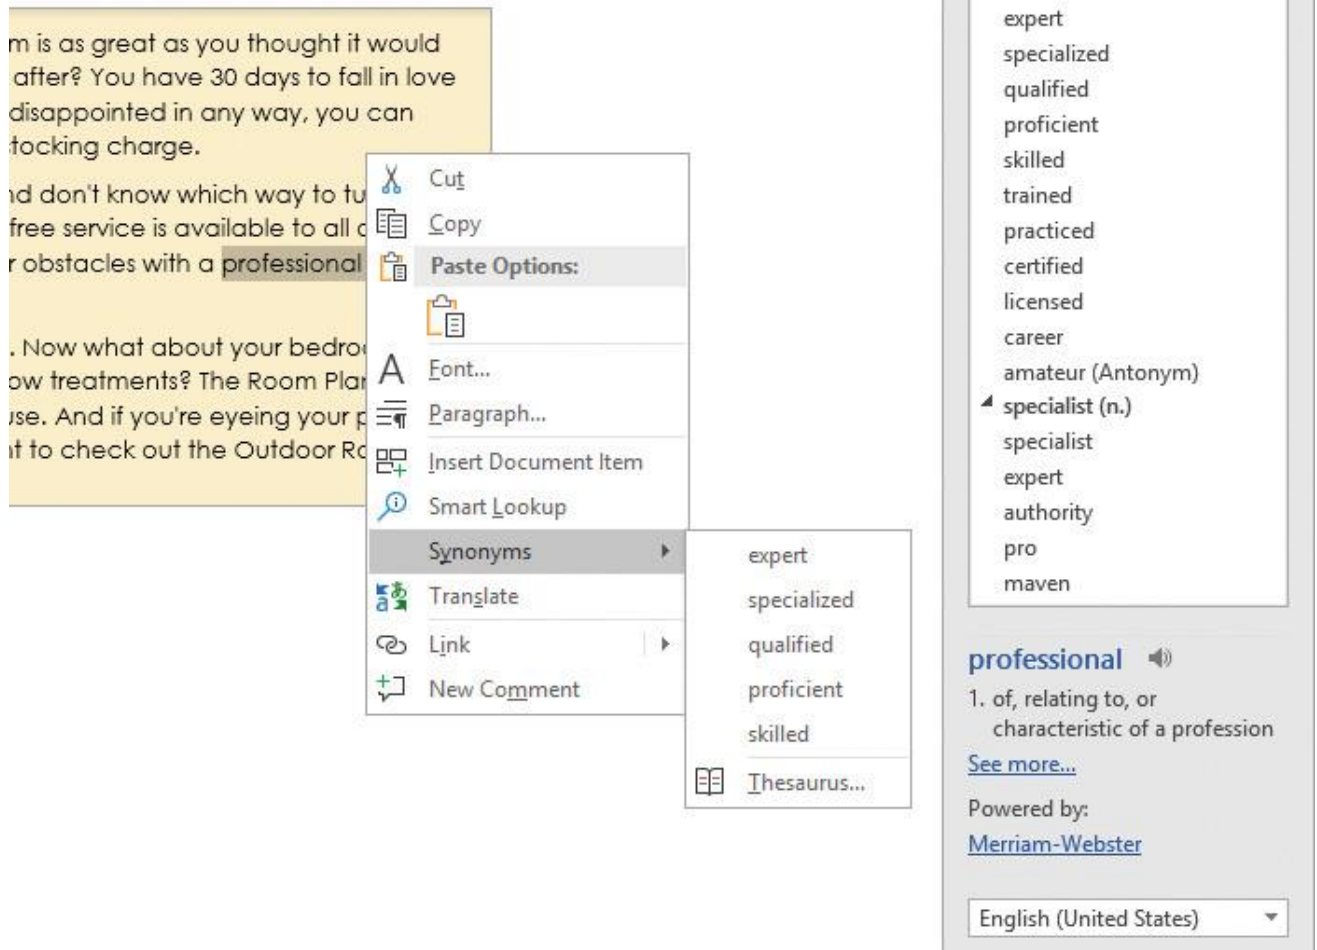 m is as great as you thought it would
after? You have 30 days to fall in love
disappointed in any way, you can
tocking charge.
nd don't know which way to tu
free service is available to all c
r obstacles with a professional
. Now what about your bedro
ow treatments? The Room Plan
use. And if you're eyeing your p
nt to check out the Outdoor Ro
Cut
Copy
Paste Options:
Font...
Paragraph...
Insert Document Item
Smart Lookup
Synonyms
Translate
Link
New Comment
expert
specialized
qualified
proficient
skilled
Thesaurus...
expert
specialized
qualified
proficient
skilled
trained
practiced
certified
licensed
career
amateur (Antonym)
specialist (n.)
specialist
expert
authority
pro
maven
professional
1. of, relating to, or
characteristic of a profession
See more...
Powered by:
Merriam-Webster
English (United States)